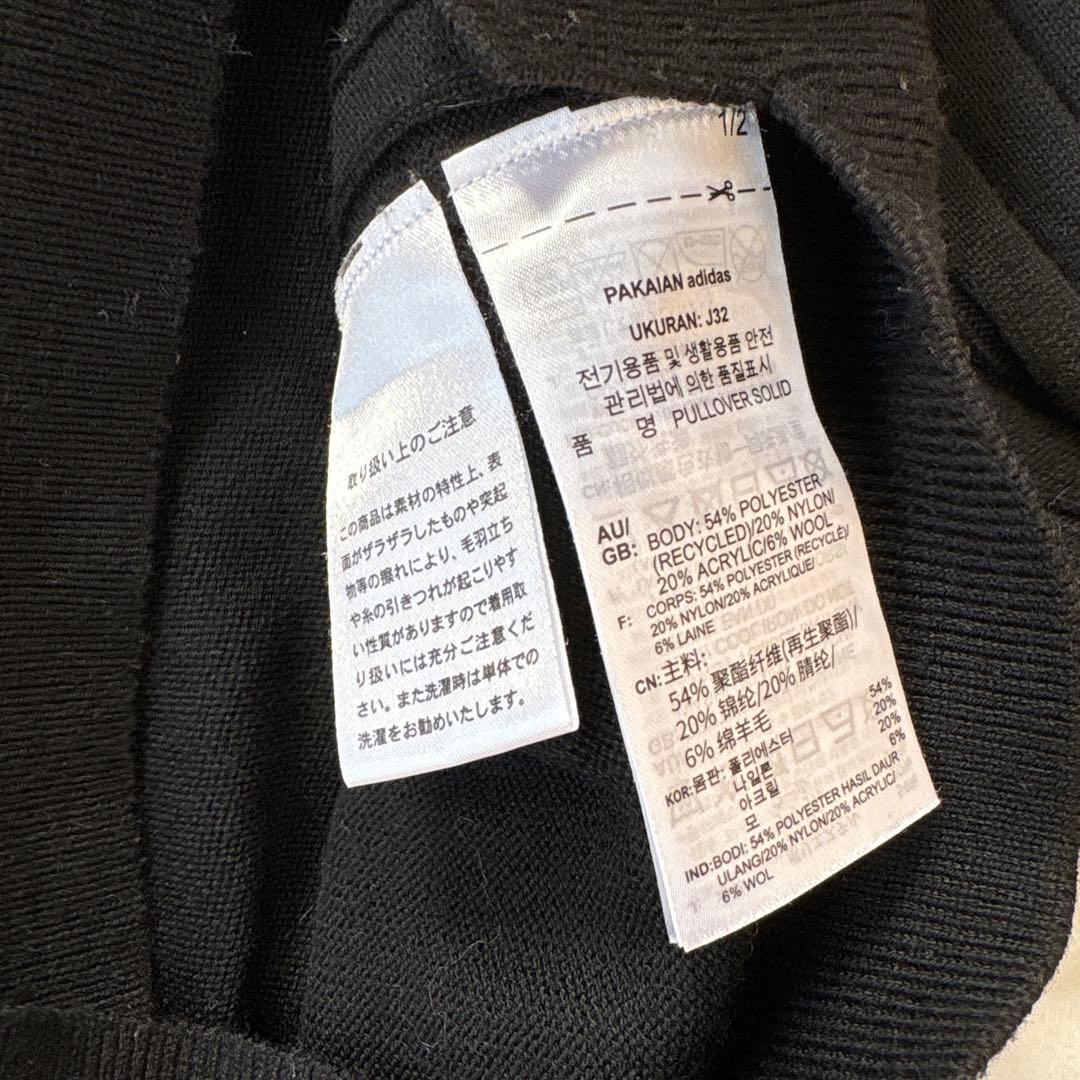 取り扱い上のご注意
この商品は素材の特性上、表
面がザラザラしたものや突起
物等の擦れにより、毛羽立ち
や糸の引きつれが起こりやす
い性質がありますので着用取
り扱いには充分ご注意くだ
さい。また洗濯時は単体での
洗濯をお勧めいたします。
1/2
PAKAIAN adidas
UKURAN: J32
전기용품 및 생활용품 안전
관리법에 의한 품질표시
품 명 PULLOVER SOLID
AU/
GB: BODY: 54% POLYESTER
(RECYCLED)/20% NYLON/
20% ACRYLIC/6% WOOL
F: CORPS: 54% POLYESTER (RECYCLE)/
20% NYLON/20% ACRYLIQUE/
6% LAINE
CN: 主料:
54% 聚酯纤维(再生聚酯)/
20% 锦纶/20% 腈纶/
6% 绵羊毛
KOR: 몸판: 폴리에스터 54%
나일론 20%
아크릴 20%
모 6%
IND: BODI: 54% POLYESTER HASIL DAUR
ULANG/20% NYLON/20% ACRYLIC/
6% WOL